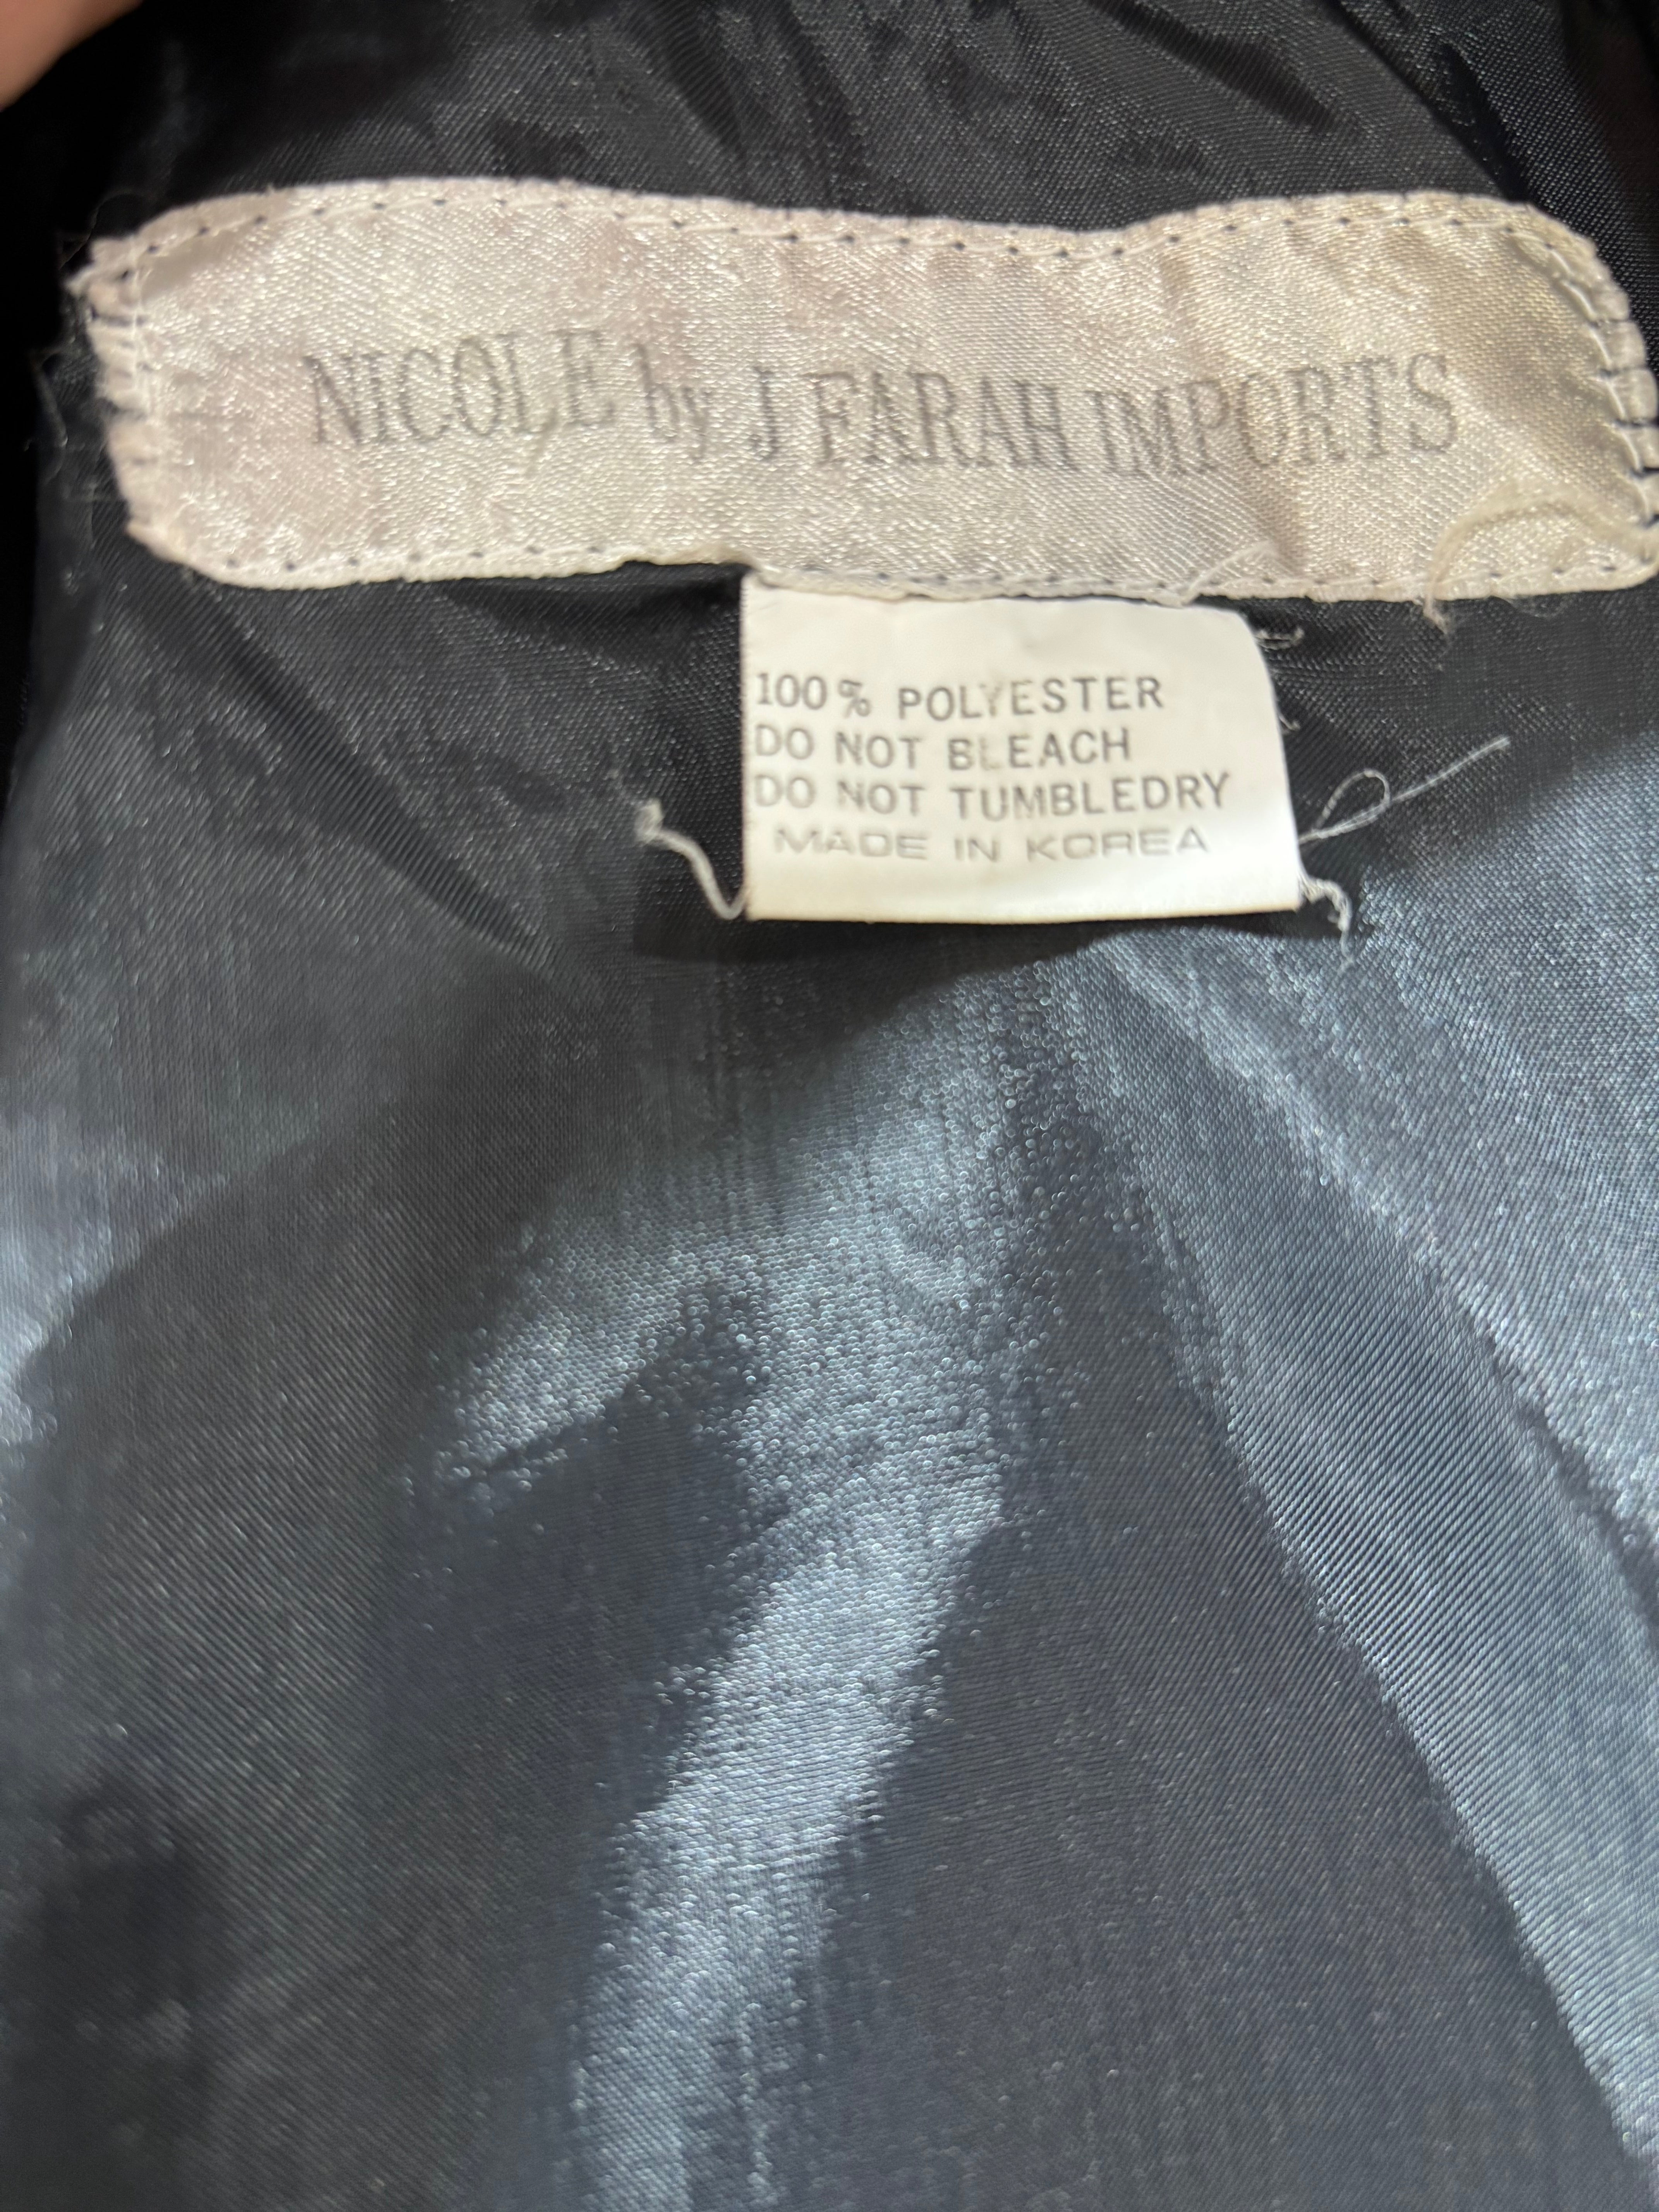 NICOLE by J FARAH IMPORTS
100% POLYESTER
DO NOT BLEACH
DO NOT TUMBLEDRY
MADE IN KOREA